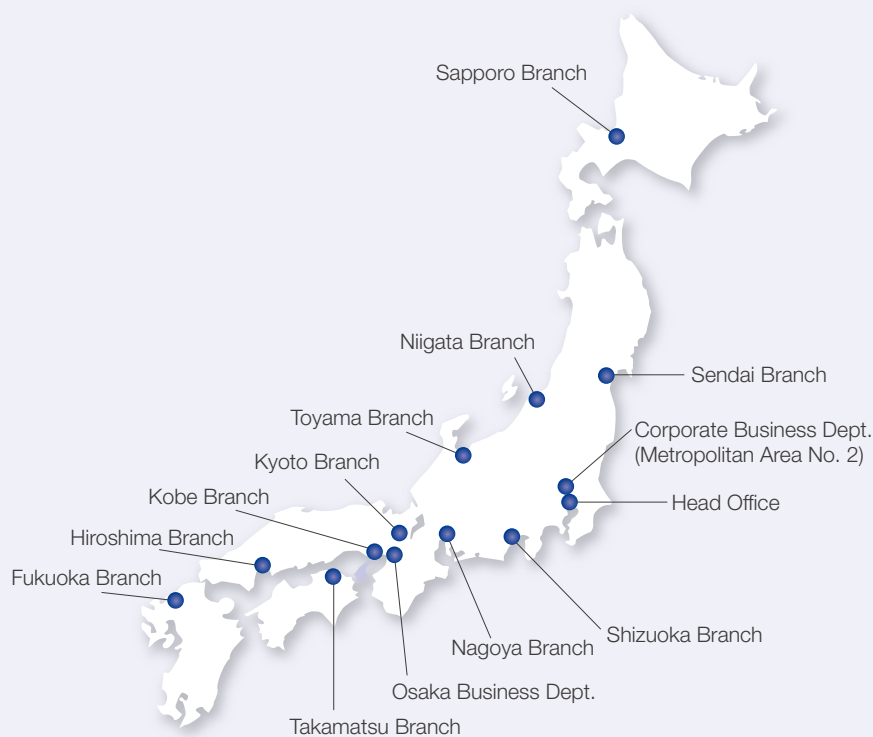 Sapporo Branch
Niigata Branch
Sendai Branch
Toyama Branch
Corporate Business Dept.
(Metropolitan Area No. 2)
Kyoto Branch
Kobe Branch
Head Office
Hiroshima Branch
Fukuoka Branch
Shizuoka Branch
Nagoya Branch
Osaka Business Dept.
Takamatsu Branch